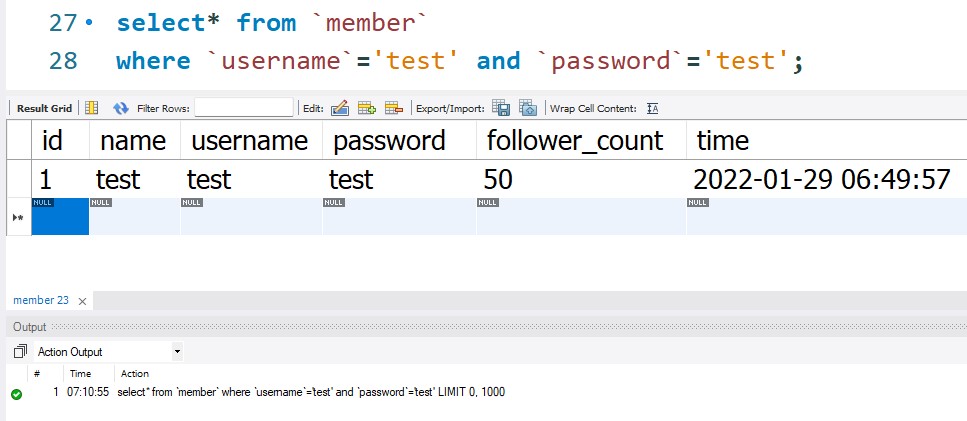 27 select* from `member`
28 where `username`='test' and `password`='test';
Result Grid Filter Rows: Edit: Export/Import: Wrap Cell Content:
id name username password follower_count time
1 test test test 50 2022-01-29 06:49:57
NULL NULL NULL NULL NULL NULL
member 23
Output
Action Output
# Time Action
1 07:10:55 select* from `member` where `username`='test' and `password`='test' LIMIT 0, 1000